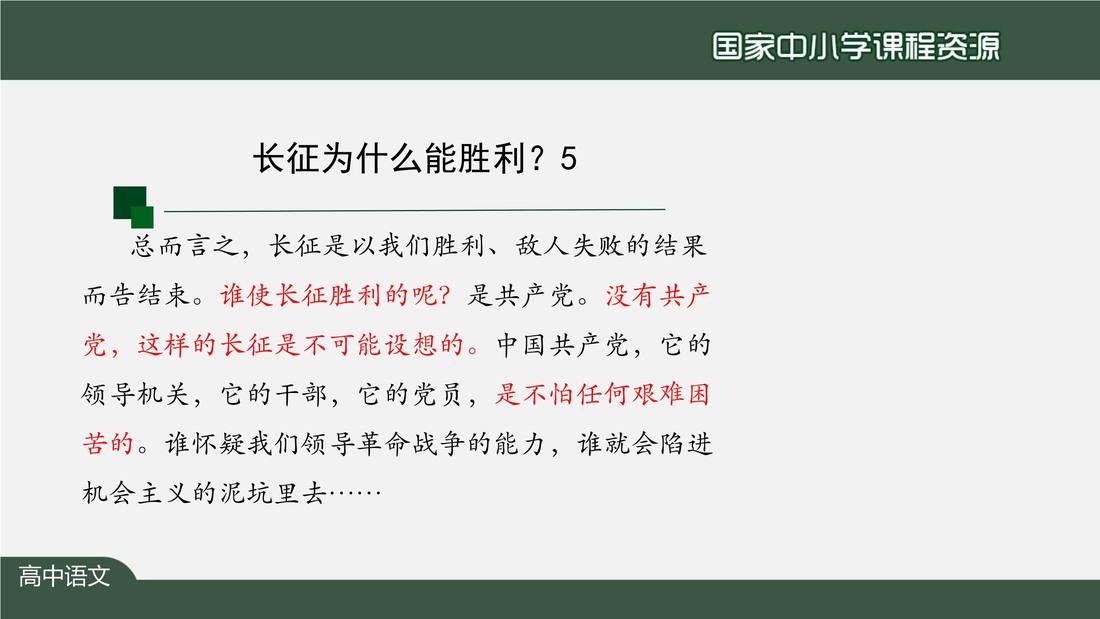 国家中小学课程资源
长征为什么能胜利？5
总而言之，长征是以我们胜利、敌人失败的结果
而告结束。谁使长征胜利的呢？是共产党。没有共产
党，这样的长征是不可能设想的。中国共产党，它的
领导机关，它的干部，它的党员，是不怕任何艰难困
苦的。谁怀疑我们领导革命战争的能力，谁就会陷进
机会主义的泥坑里去……
高中语文